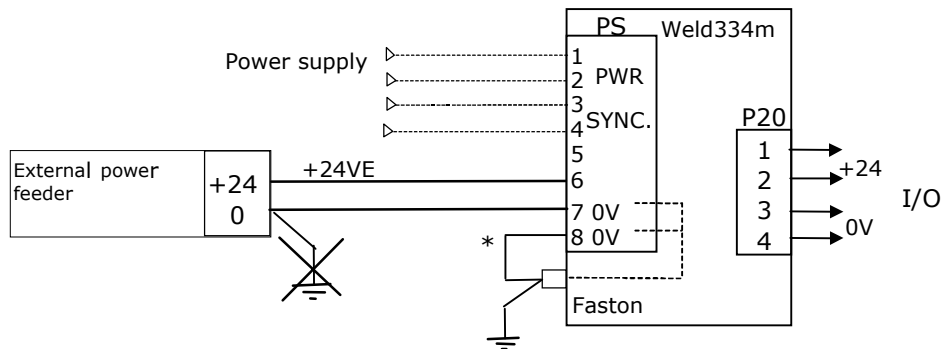 PS
Weld334m
Power supply
1
2
3
4
5
6
7 0V
8 0V
PWR
SYNC.
P20
1
2
3
4
+24
0V
I/O
External power
feeder
+24
0
+24VE
*
Faston